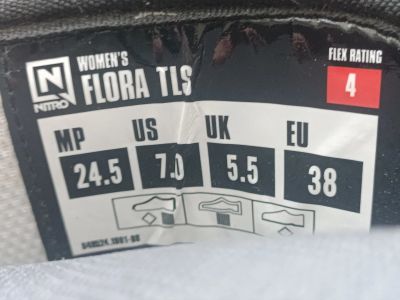 WOMEN'S
FLORA TLS
NITRO
FLEX RATING
4
MP US UK EU
24.5 7.0 5.5 38